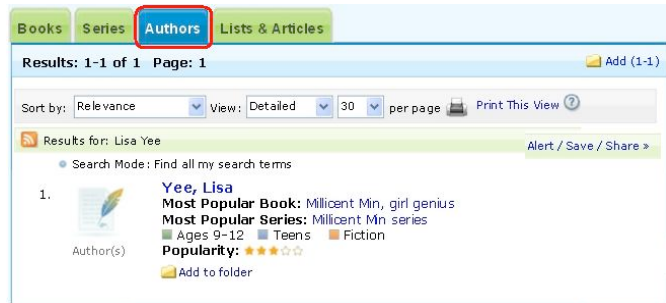 Books Series Authors Lists & Articles
Results: 1-1 of 1 Page: 1 Add (1-1)
Sort by: Relevance View: Detailed 30 per page Print This View ?
Results for: Lisa Yee Alert / Save / Share »
Search Mode: Find all my search terms
1. Yee, Lisa
Most Popular Book: Millicent Min, girl genius
Most Popular Series: Millicent Min series
Ages 9-12 Teens Fiction
Author(s) Popularity:
Add to folder